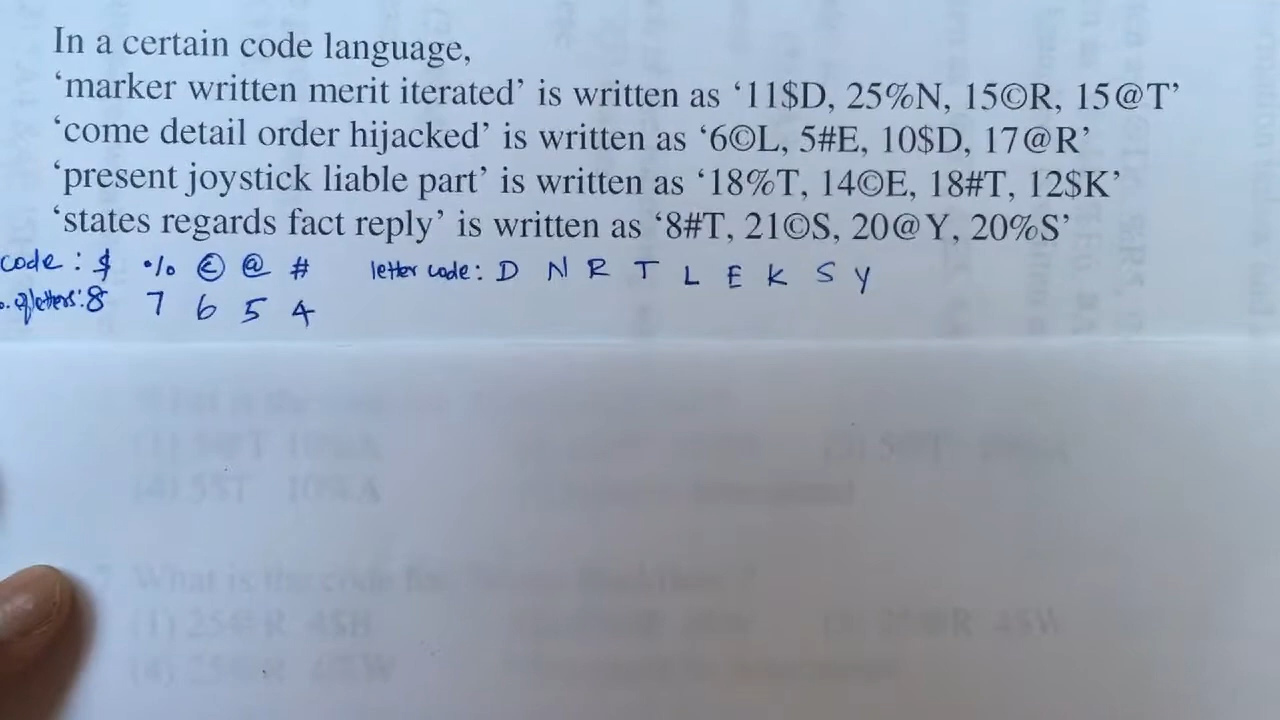 In a certain code language,
‘marker written merit iterated’ is written as ‘11$D, 25%N, 15©R, 15@T’
‘come detail order hijacked’ is written as ‘6©L, 5#E, 10$D, 17@R’
‘present joystick liable part’ is written as ‘18%T, 14©E, 18#T, 12$K’
‘states regards fact reply’ is written as ‘8#T, 21©S, 20@Y, 20%S’
code : $ % © @ # letter code : D N R T L E K S Y
of letters : 8 7 6 5 4